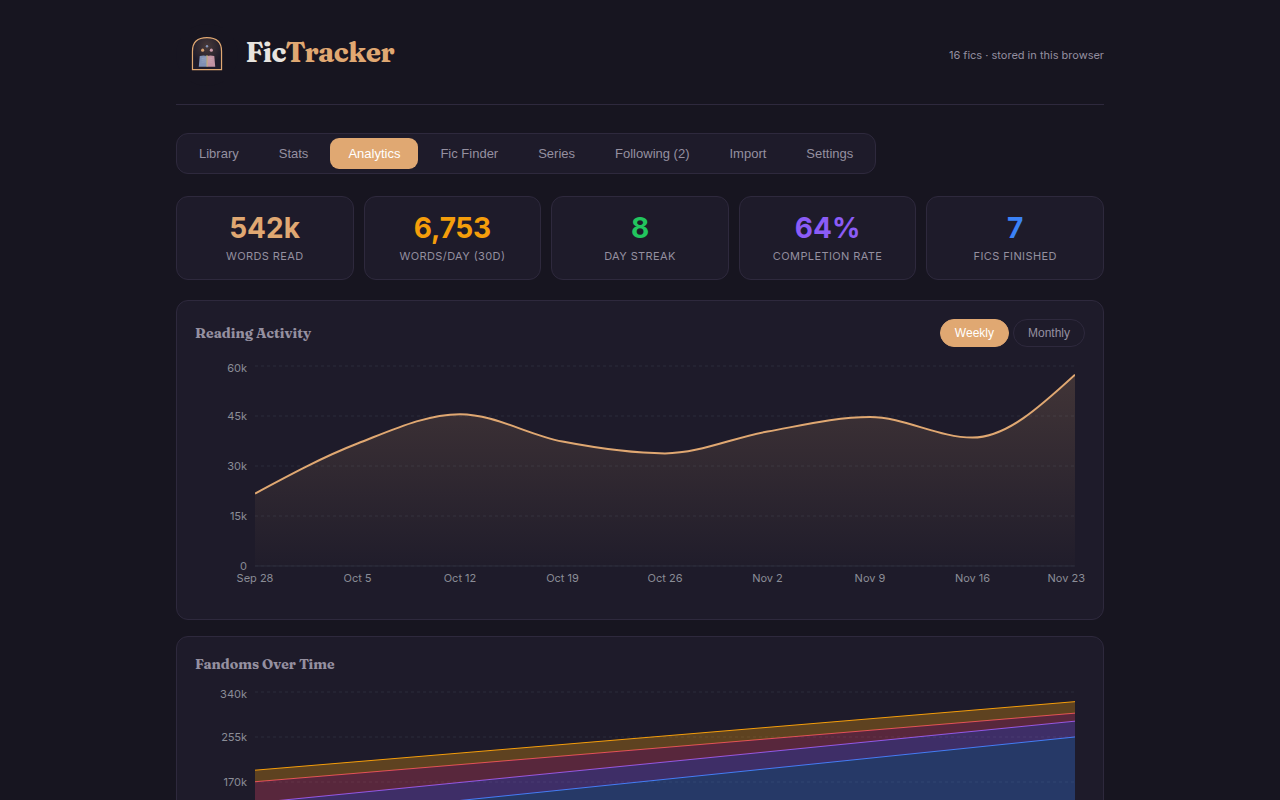 FicTracker
16 fics · stored in this browser
Library Stats Analytics Fic Finder Series Following (2) Import Settings
542k 6,753 8 64% 7
WORDS READ WORDS/DAY (30D) DAY STREAK COMPLETION RATE FICS FINISHED
Reading Activity
Weekly Monthly
60k
45k
30k
15k
0
Sep 28 Oct 5 Oct 12 Oct 19 Oct 26 Nov 2 Nov 9 Nov 16 Nov 23
Fandoms Over Time
340k
255k
170k